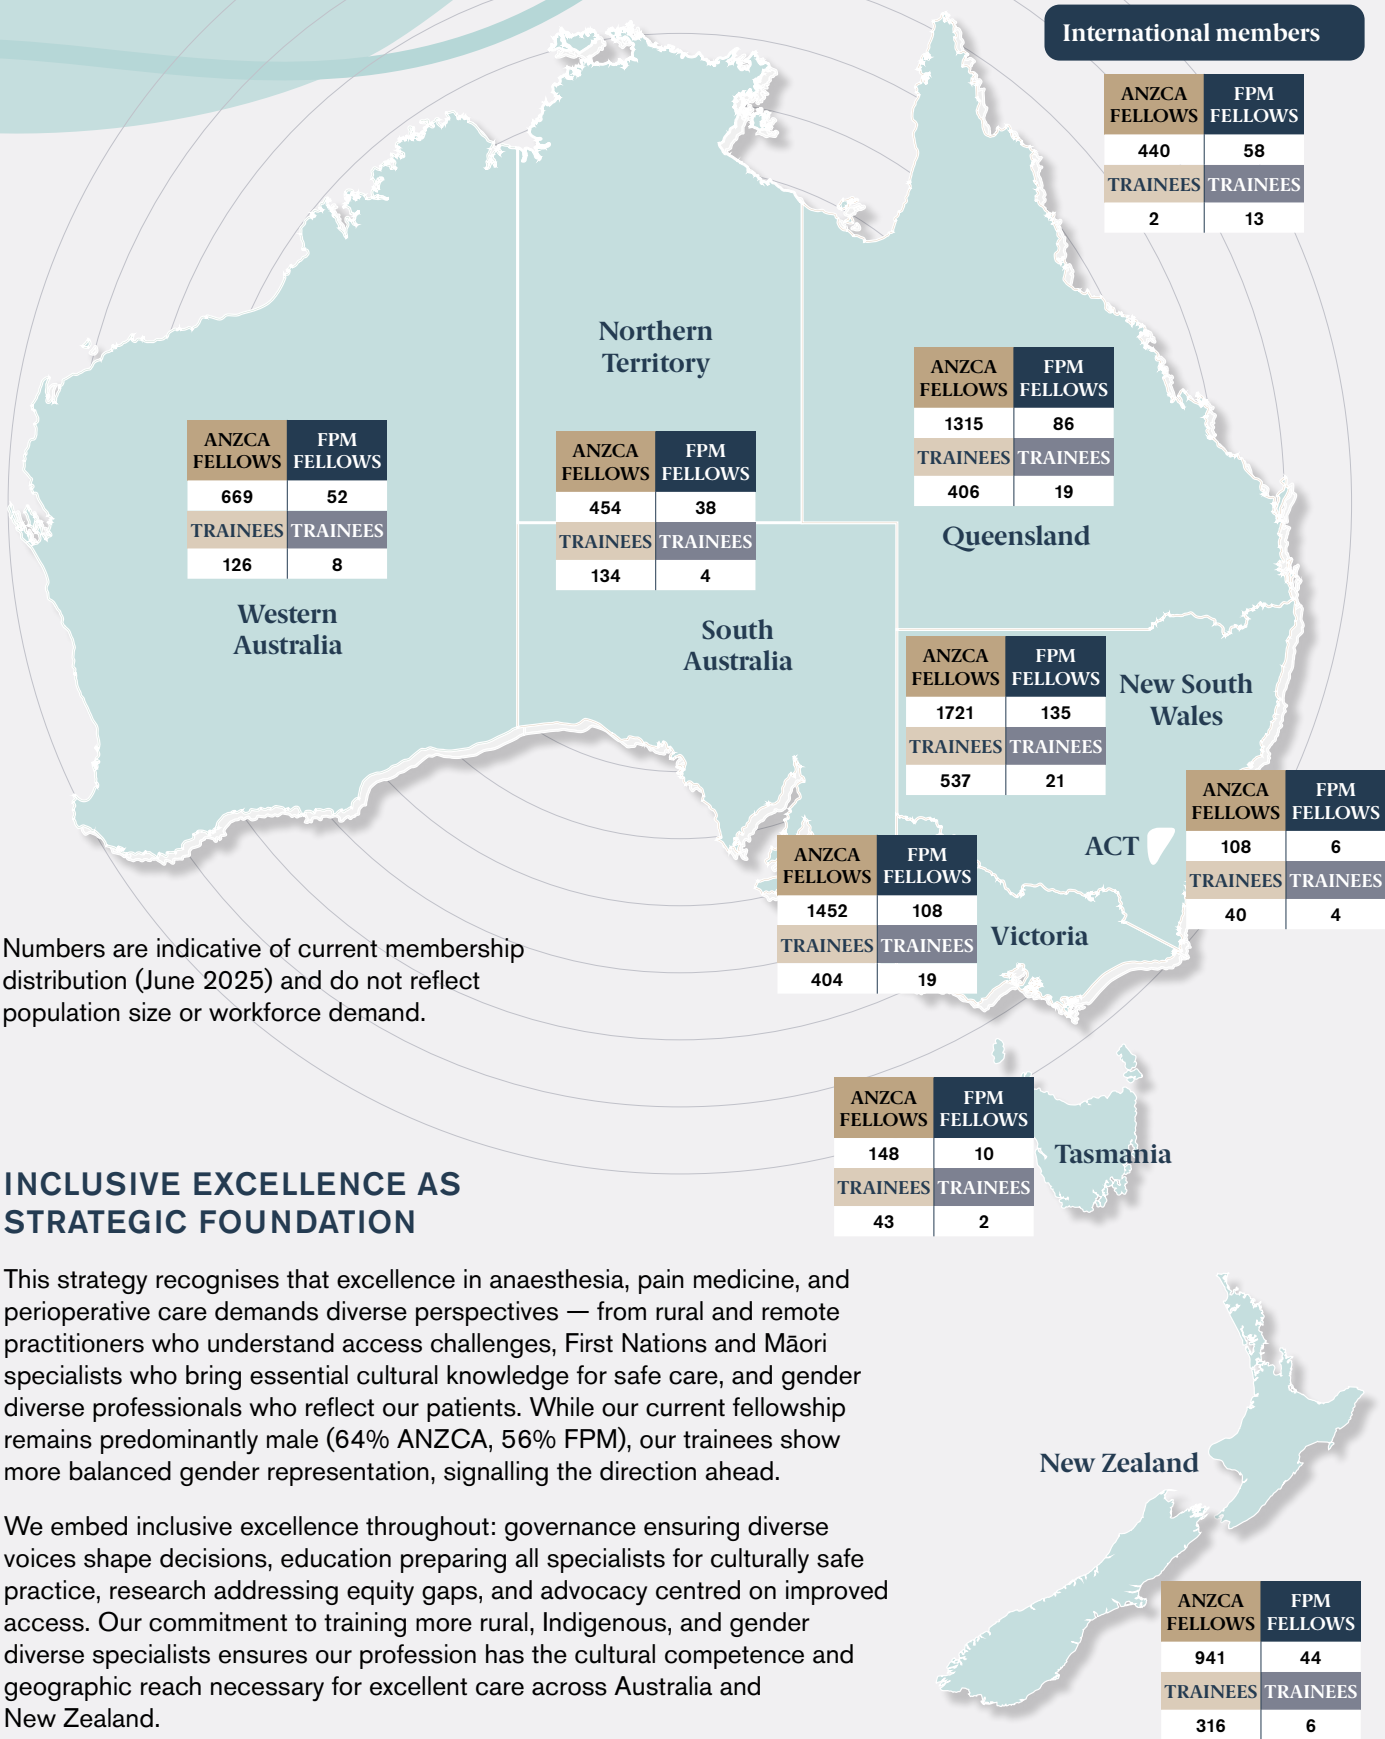 International members
ANZCA FELLOWS FPM FELLOWS
440 58
TRAINEES TRAINEES
2 13
Northern
Territory
ANZCA FELLOWS FPM FELLOWS
1315 86
TRAINEES TRAINEES
406 19
Queensland
ANZCA FELLOWS FPM FELLOWS
669 52
TRAINEES TRAINEES
126 8
Western
Australia
ANZCA FELLOWS FPM FELLOWS
454 38
TRAINEES TRAINEES
134 4
South
Australia
ANZCA FELLOWS FPM FELLOWS
1721 135
TRAINEES TRAINEES
537 21
New South
Wales
ANZCA FELLOWS FPM FELLOWS
108 6
TRAINEES TRAINEES
40 4
ACT
ANZCA FELLOWS FPM FELLOWS
1452 108
TRAINEES TRAINEES
404 19
Victoria
Numbers are indicative of current membership
distribution (June 2025) and do not reflect
population size or workforce demand.
ANZCA FELLOWS FPM FELLOWS
148 10
TRAINEES TRAINEES
43 2
Tasmania
INCLUSIVE EXCELLENCE AS
STRATEGIC FOUNDATION
This strategy recognises that excellence in anaesthesia, pain medicine, and
perioperative care demands diverse perspectives — from rural and remote
practitioners who understand access challenges, First Nations and Māori
specialists who bring essential cultural knowledge for safe care, and gender
diverse professionals who reflect our patients. While our current fellowship
remains predominantly male (64% ANZCA, 56% FPM), our trainees show
more balanced gender representation, signalling the direction ahead.
We embed inclusive excellence throughout: governance ensuring diverse
voices shape decisions, education preparing all specialists for culturally safe
practice, research addressing equity gaps, and advocacy centred on improved
access. Our commitment to training more rural, Indigenous, and gender
diverse specialists ensures our profession has the cultural competence and
geographic reach necessary for excellent care across Australia and
New Zealand.
New Zealand
ANZCA FELLOWS FPM FELLOWS
941 44
TRAINEES TRAINEES
316 6